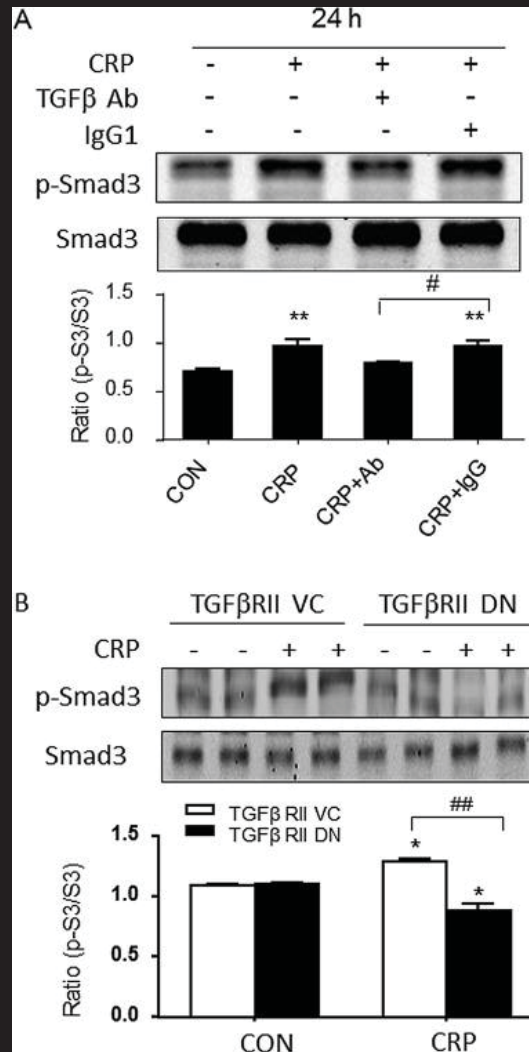 A
24 h
CRP - + + +
TGFβ Ab - - + -
IgG1 - - - +
p-Smad3
Smad3
Ratio (p-S3/S3)
1.5
1.0
0.5
0.0
** # **
CON CRP CRP+Ab CRP+IgG
B
TGFβRII VC TGFβRII DN
CRP - - + + - - + +
p-Smad3
Smad3
TGFβ RII VC
TGFβ RII DN
Ratio (p-S3/S3)
1.5
1.0
0.5
0.0
##
* *
CON CRP